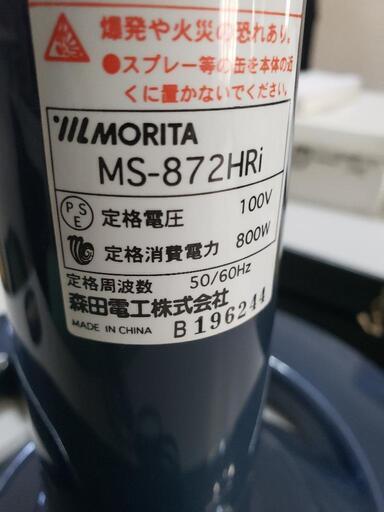 爆発や火災の恐れあり。
●スプレー等の缶を本体の近
くに置かないでください。
MORITA
MS-872HRi
PSE 定格電圧 100V
定格消費電力 800W
定格周波数 50/60Hz
森田電工株式会社
MADE IN CHINA B196244